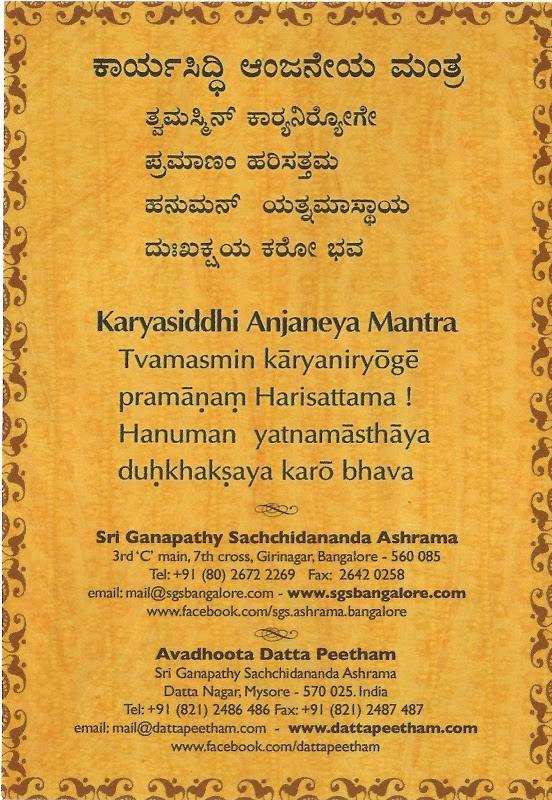 ಕಾರ್ಯಸಿದ್ಧಿ ಆಂಜನೇಯ ಮಂತ್ರ
ತ್ವಮಸ್ಮಿನ್ ಕಾರ‍್ಯನಿರ‍್ಯೋಗೇ
ಪ್ರಮಾಣಂ ಹರಿಸತ್ತಮ
ಹನುಮನ್ ಯತ್ನಮಾಸ್ಥಾಯ
ದುಃಖಕ್ಷಯ ಕರೋ ಭವ
Karyasiddhi Anjaneya Mantra
Tvamasmin kāryaniryōgē
pramāṇaṃ Harisattama !
Hanuman yatnamāsthāya
duḥkhakṣaya karō bhava
Sri Ganapathy Sachchidananda Ashrama
3rd 'C' main, 7th cross, Girinagar, Bangalore - 560 085
Tel: +91 (80) 2672 2269 Fax: 2642 0258
email: mail@sgsbangalore.com - www.sgsbangalore.com
www.facebook.com/sgs.ashrama.bangalore
Avadhoota Datta Peetham
Sri Ganapathy Sachchidananda Ashrama
Datta Nagar, Mysore - 570 025. India
Tel: +91 (821) 2486 486 Fax: +91 (821) 2487 487
email: mail@dattapeetham.com - www.dattapeetham.com
www.facebook.com/dattapeetham